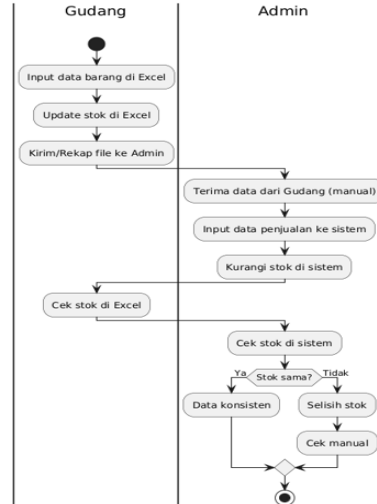 Gudang
Admin
Input data barang di Excel
Update stok di Excel
Kirim/Rekap file ke Admin
Terima data dari Gudang (manual)
Input data penjualan ke sistem
Kurangi stok di sistem
Cek stok di Excel
Cek stok di sistem
Ya
Stok sama?
Tidak
Data konsisten
Selisih stok
Cek manual